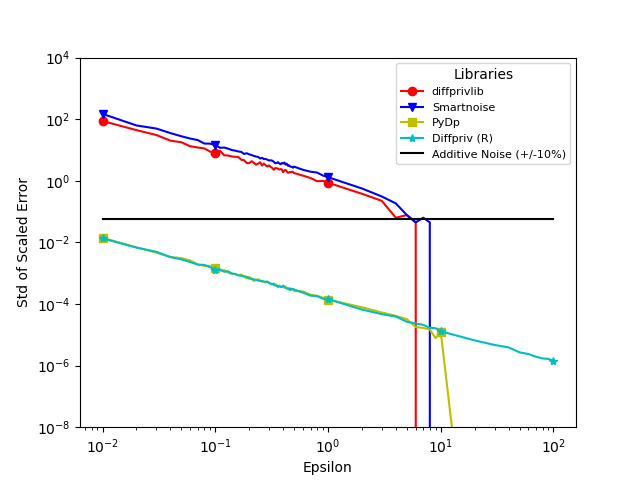 10^4
10^2
10^0
10^-2
10^-4
10^-6
10^-8
Std of Scaled Error
Libraries
diffprivlib
Smartnoise
PyDp
Diffpriv (R)
Additive Noise (+/-10%)
10^-2 10^-1 10^0 10^1 10^2
Epsilon